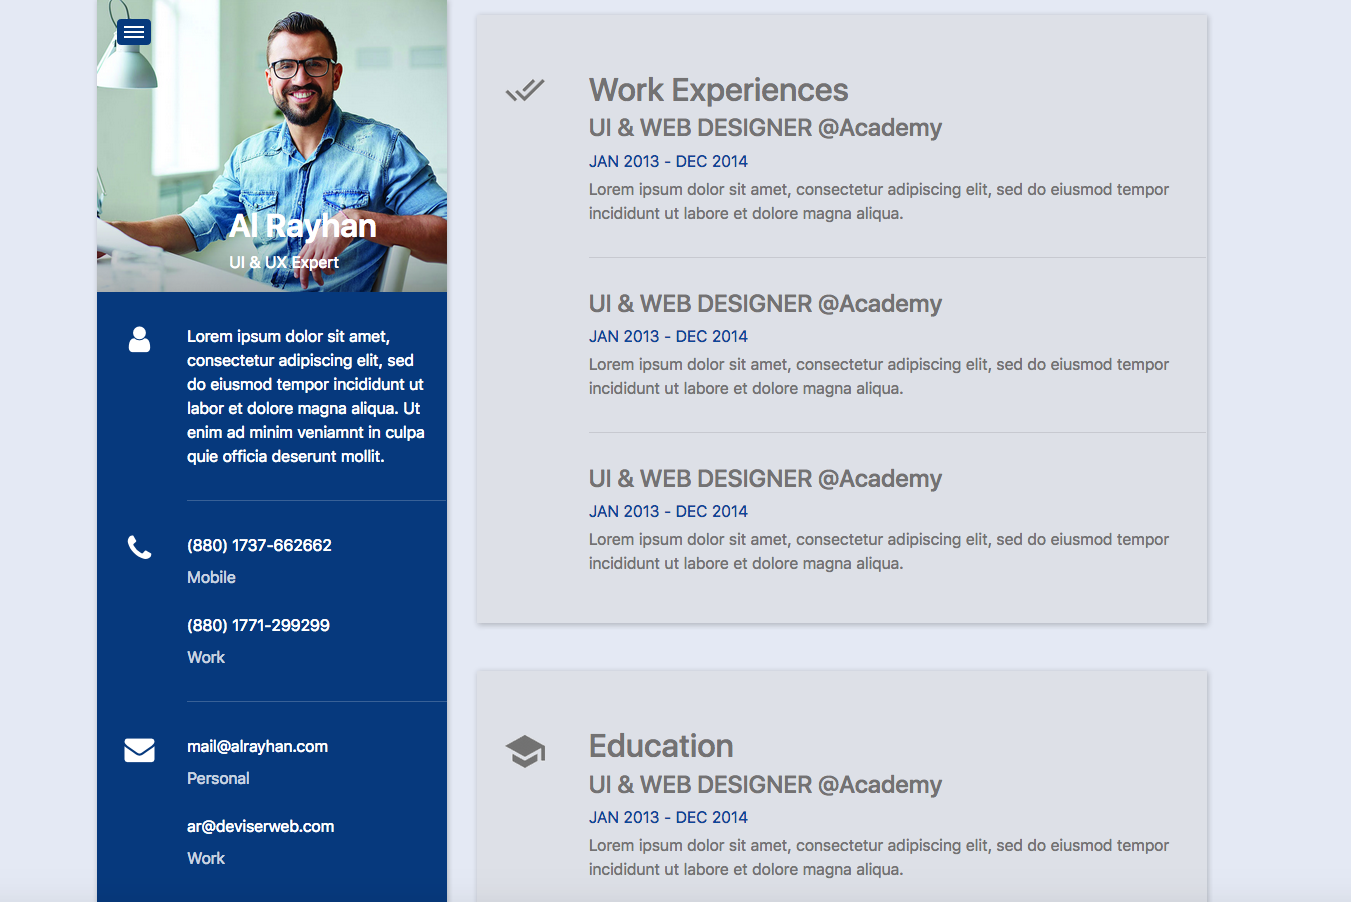 Al Rayhan
UI & UX Expert
Lorem ipsum dolor sit amet,
consectetur adipiscing elit, sed
do eiusmod tempor incididunt ut
labor et dolore magna aliqua. Ut
enim ad minim veniamnt in culpa
quie officia deserunt mollit.
(880) 1737-662662
Mobile
(880) 1771-299299
Work
mail@alrayhan.com
Personal
ar@deviserweb.com
Work
Work Experiences
UI & WEB DESIGNER @Academy
JAN 2013 - DEC 2014
Lorem ipsum dolor sit amet, consectetur adipiscing elit, sed do eiusmod tempor
incididunt ut labore et dolore magna aliqua.
UI & WEB DESIGNER @Academy
JAN 2013 - DEC 2014
Lorem ipsum dolor sit amet, consectetur adipiscing elit, sed do eiusmod tempor
incididunt ut labore et dolore magna aliqua.
UI & WEB DESIGNER @Academy
JAN 2013 - DEC 2014
Lorem ipsum dolor sit amet, consectetur adipiscing elit, sed do eiusmod tempor
incididunt ut labore et dolore magna aliqua.
Education
UI & WEB DESIGNER @Academy
JAN 2013 - DEC 2014
Lorem ipsum dolor sit amet, consectetur adipiscing elit, sed do eiusmod tempor
incididunt ut labore et dolore magna aliqua.